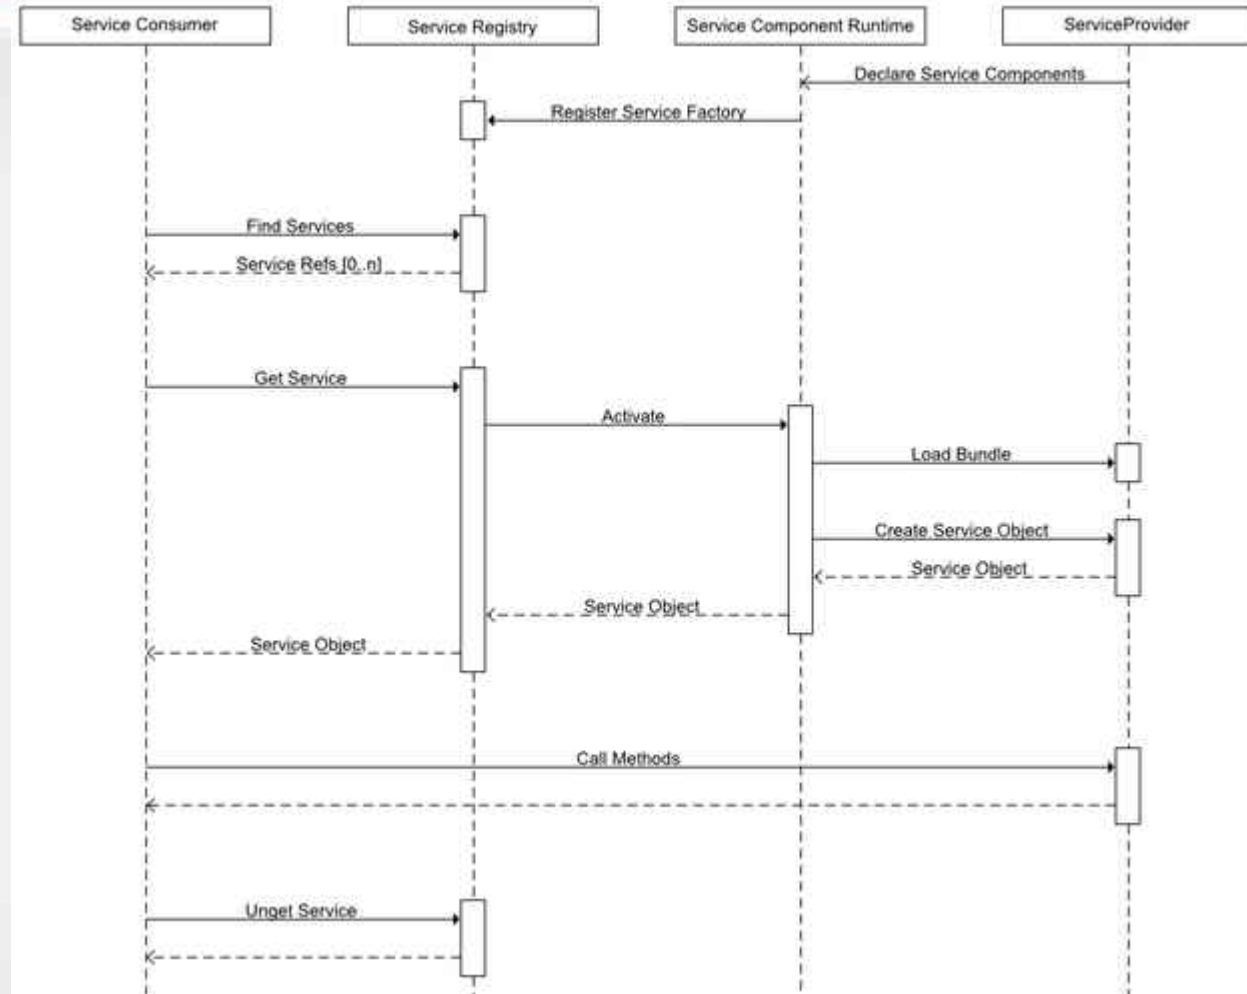 Service Consumer
Service Registry
Service Component Runtime
ServiceProvider
Declare Service Components
Register Service Factory
Find Services
Service Refs [0..n]
Get Service
Activate
Load Bundle
Create Service Object
Service Object
Service Object
Service Object
Call Methods
Unget Service